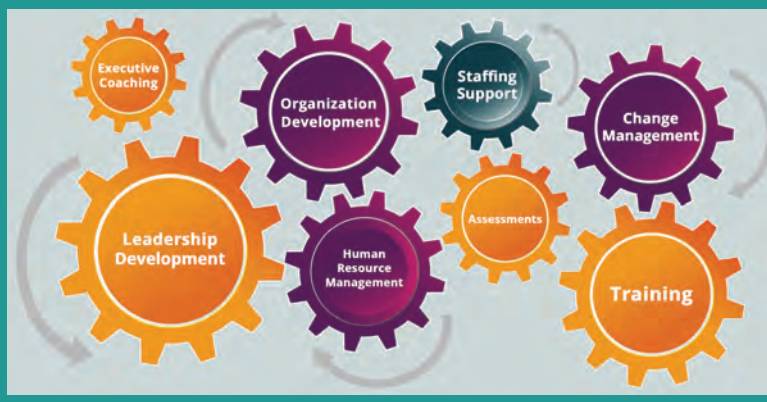 Executive
Coaching
Organization
Development
Staffing
Support
Change
Management
Leadership
Development
Human
Resource
Management
Assessments
Training